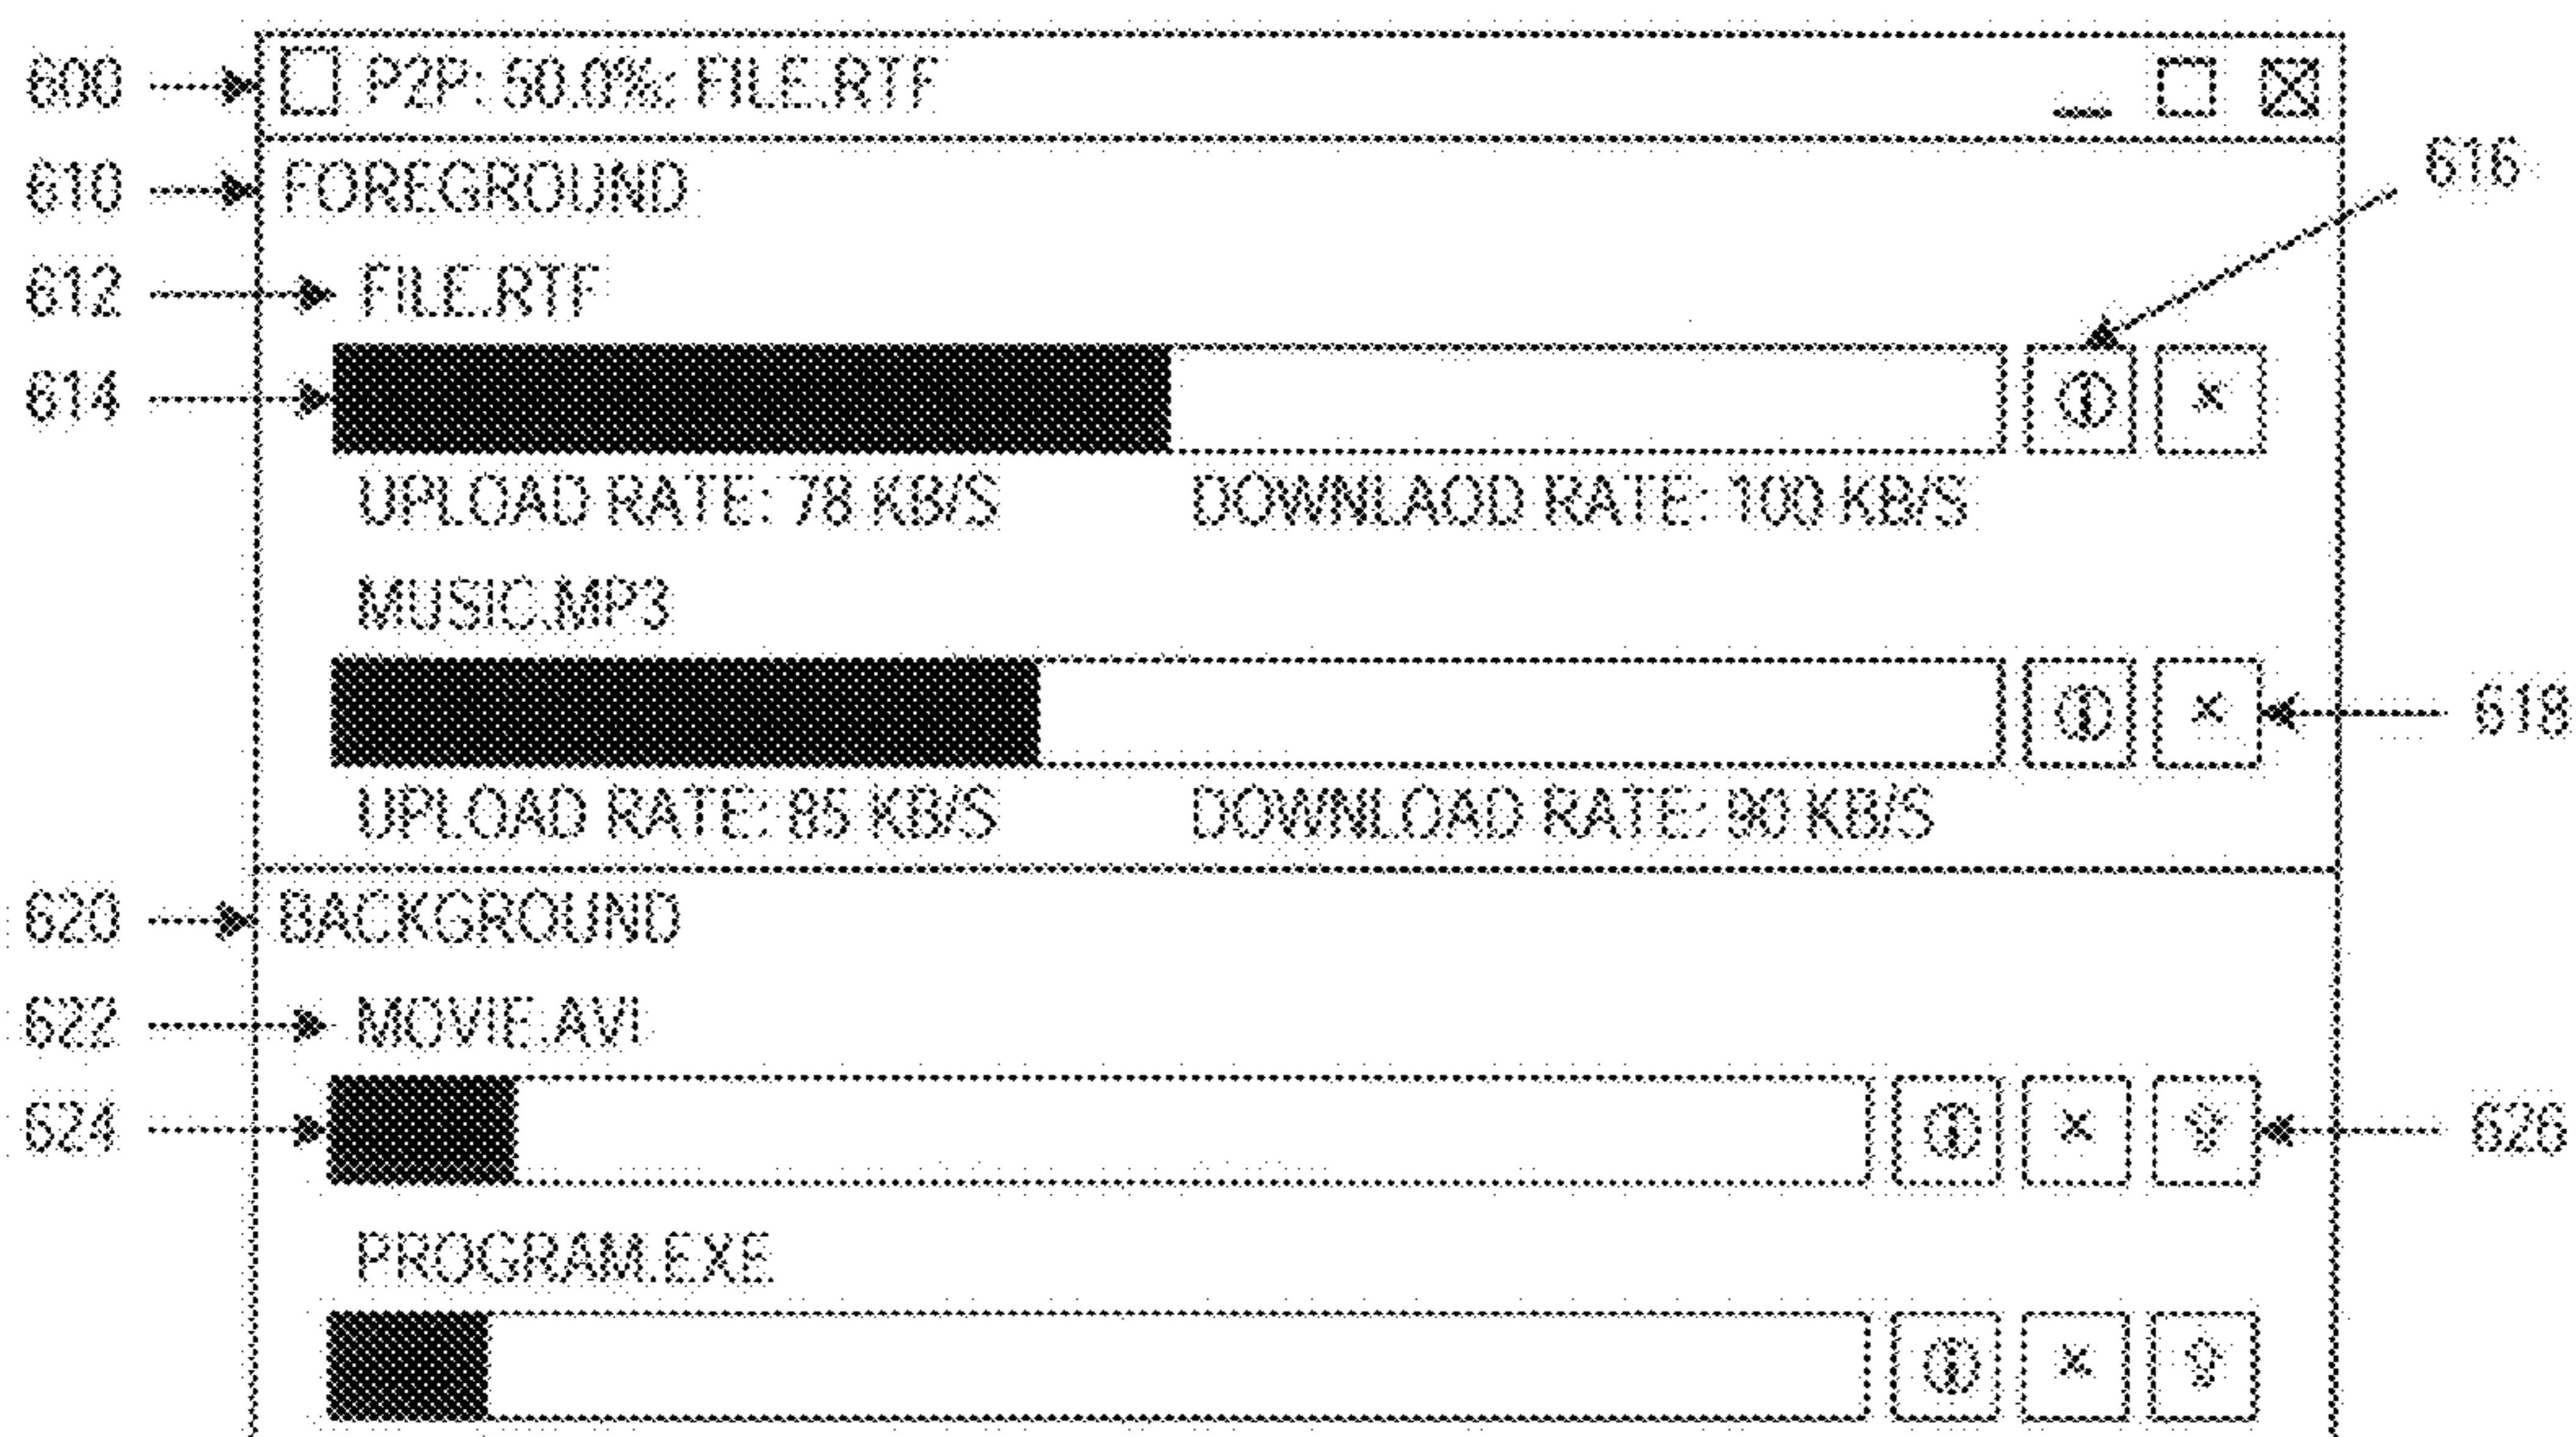 600 P2P: 50.0%: FILE.RTF
610 FOREGROUND 616
612 FILE.RTF
614
UPLOAD RATE: 78 KB/S DOWNLAOD RATE: 100 KB/S
MUSIC.MP3
618
UPLOAD RATE: 85 KB/S DOWNLOAD RATE: 90 KB/S
620 BACKGROUND
622 MOVIE.AVI
624 626
PROGRAM.EXE